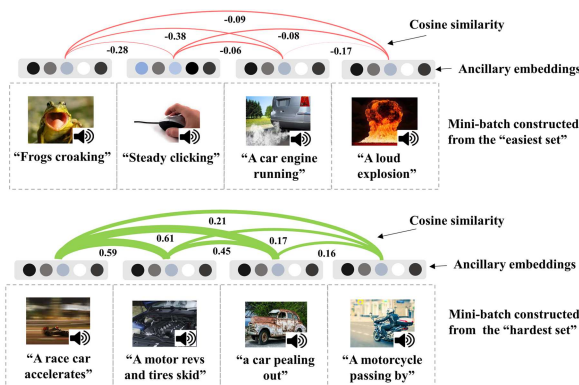 -0.09
Cosine similarity
-0.38
-0.08
-0.28
-0.06
-0.17
Ancillary embeddings
Mini-batch constructed
from the “easiest set”
“Frogs croaking”
“Steady clicking”
“A car engine
running”
“A loud
explosion”
0.21
Cosine similarity
0.61
0.17
0.59
0.45
0.16
Ancillary embeddings
Mini-batch constructed
from the “hardest set”
“A race car
accelerates”
“A motor revs
and tires skid”
“a car pealing
out”
“A motorcycle
passing by”